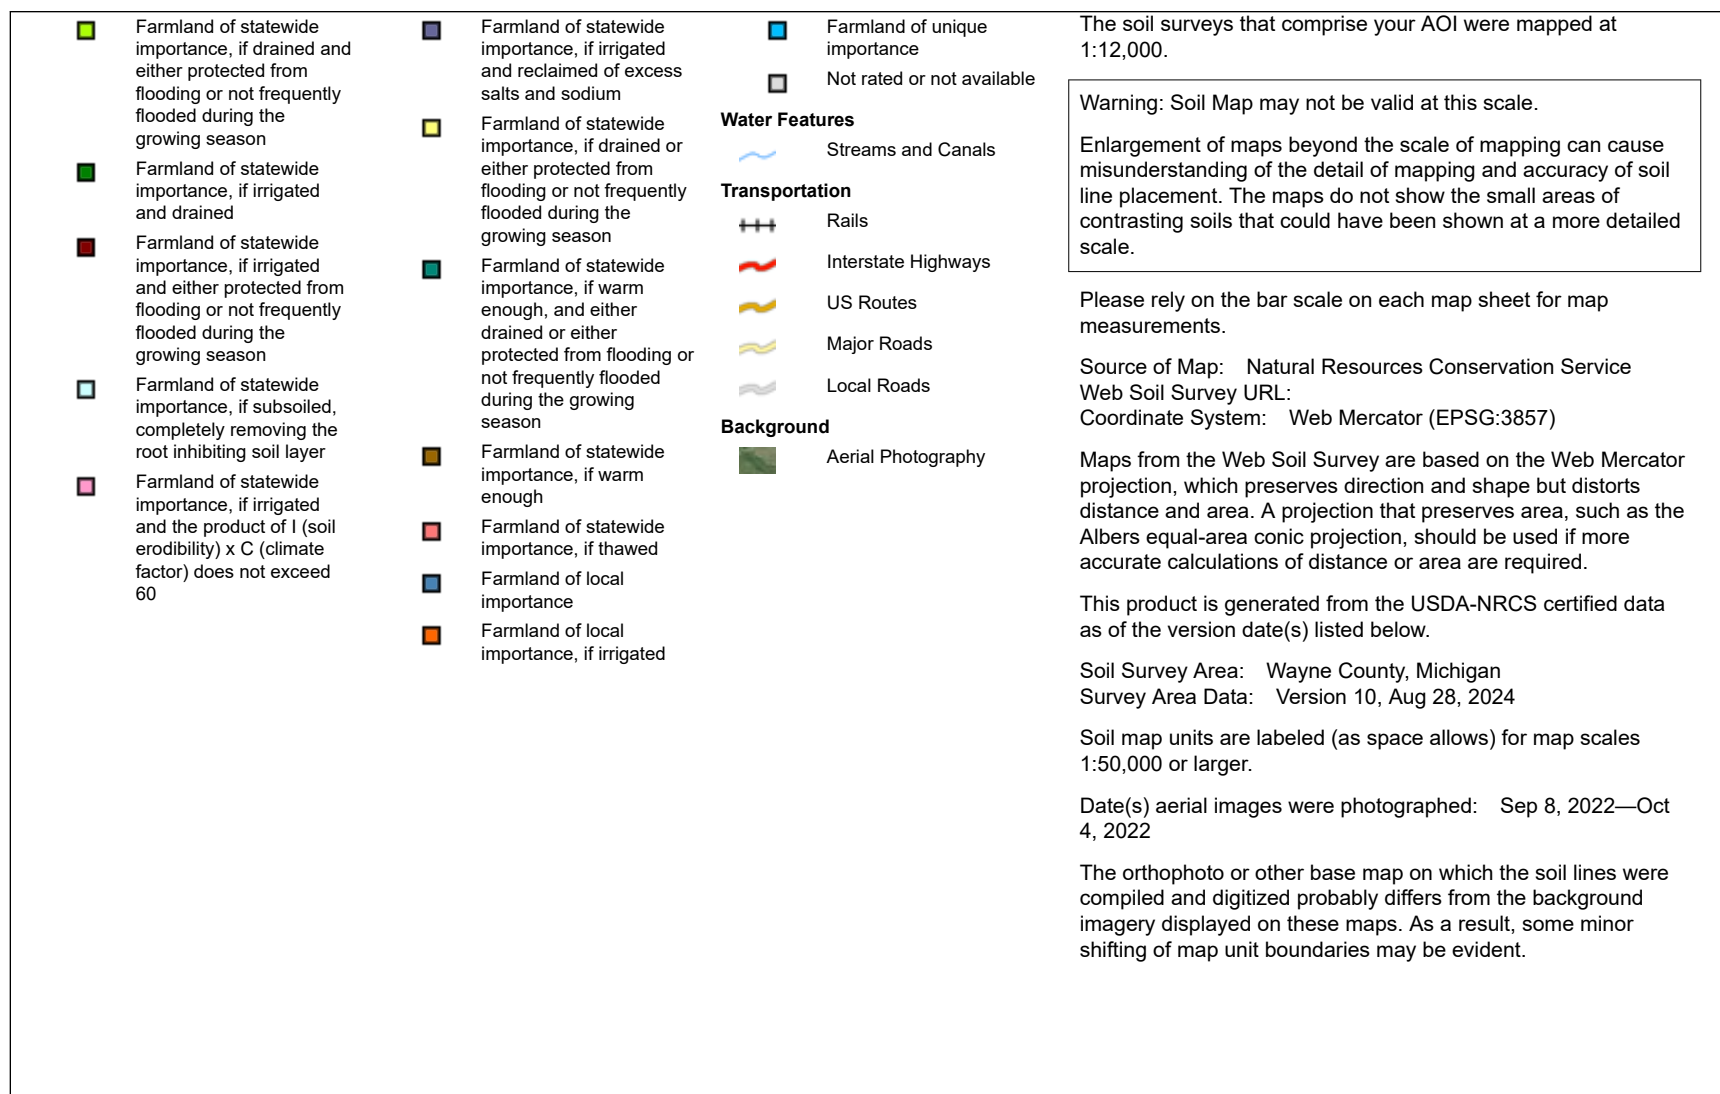 Farmland of statewide
importance, if drained and
either protected from
flooding or not frequently
flooded during the
growing season
Farmland of statewide
importance, if irrigated
and drained
Farmland of statewide
importance, if irrigated
and either protected from
flooding or not frequently
flooded during the
growing season
Farmland of statewide
importance, if subsoiled,
completely removing the
root inhibiting soil layer
Farmland of statewide
importance, if irrigated
and the product of I (soil
erodibility) x C (climate
factor) does not exceed
60
Farmland of statewide
importance, if irrigated
and reclaimed of excess
salts and sodium
Farmland of statewide
importance, if drained or
either protected from
flooding or not frequently
flooded during the
growing season
Farmland of statewide
importance, if warm
enough, and either
drained or either
protected from flooding or
not frequently flooded
during the growing
season
Farmland of statewide
importance, if warm
enough
Farmland of statewide
importance, if thawed
Farmland of local
importance
Farmland of local
importance, if irrigated
Farmland of unique
importance
Not rated or not available
Water Features
Streams and Canals
Transportation
Rails
Interstate Highways
US Routes
Major Roads
Local Roads
Background
Aerial Photography
The soil surveys that comprise your AOI were mapped at
1:12,000.
Warning: Soil Map may not be valid at this scale.
Enlargement of maps beyond the scale of mapping can cause
misunderstanding of the detail of mapping and accuracy of soil
line placement. The maps do not show the small areas of
contrasting soils that could have been shown at a more detailed
scale.
Please rely on the bar scale on each map sheet for map
measurements.
Source of Map: Natural Resources Conservation Service
Web Soil Survey URL:
Coordinate System: Web Mercator (EPSG:3857)
Maps from the Web Soil Survey are based on the Web Mercator
projection, which preserves direction and shape but distorts
distance and area. A projection that preserves area, such as the
Albers equal-area conic projection, should be used if more
accurate calculations of distance or area are required.
This product is generated from the USDA-NRCS certified data
as of the version date(s) listed below.
Soil Survey Area: Wayne County, Michigan
Survey Area Data: Version 10, Aug 28, 2024
Soil map units are labeled (as space allows) for map scales
1:50,000 or larger.
Date(s) aerial images were photographed: Sep 8, 2022—Oct
4, 2022
The orthophoto or other base map on which the soil lines were
compiled and digitized probably differs from the background
imagery displayed on these maps. As a result, some minor
shifting of map unit boundaries may be evident.